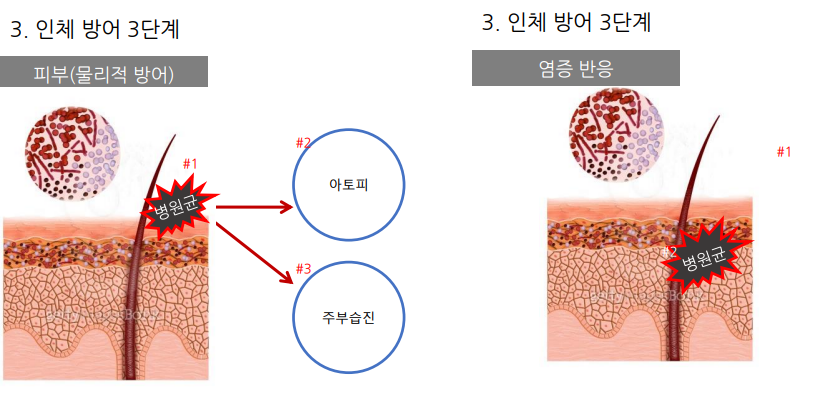 3. 인체 방어 3단계
피부(물리적 방어)
#1
병원균
#2
아토피
#3
주부습진
3. 인체 방어 3단계
염증 반응
#1
#2
병원균